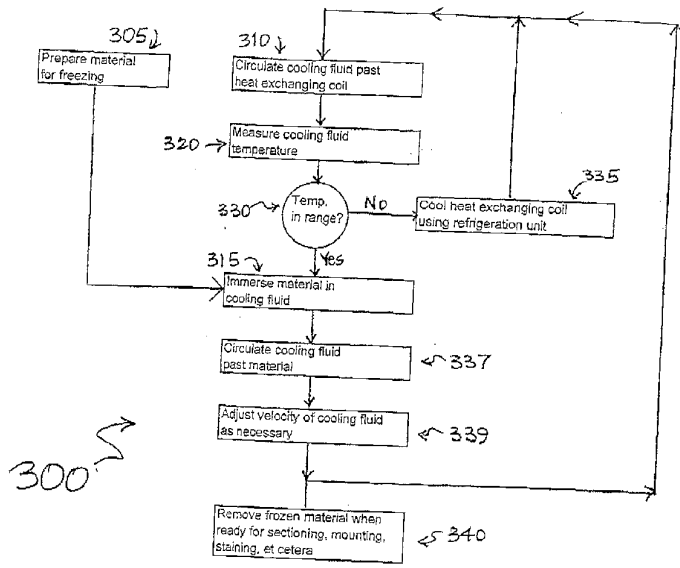 305
Prepare material
for freezing
310
Circulate cooling fluid past
heat exchanging coil
320
Measure cooling fluid
temperature
330
Temp.
in range?
No
335
Cool heat exchanging coil
using refrigeration unit
Yes
315
Immerse material in
cooling fluid
Circulate cooling fluid
past material
337
Adjust velocity of cooling fluid
as necessary
339
300
Remove frozen material when
ready for sectioning, mounting,
staining, et cetera
340